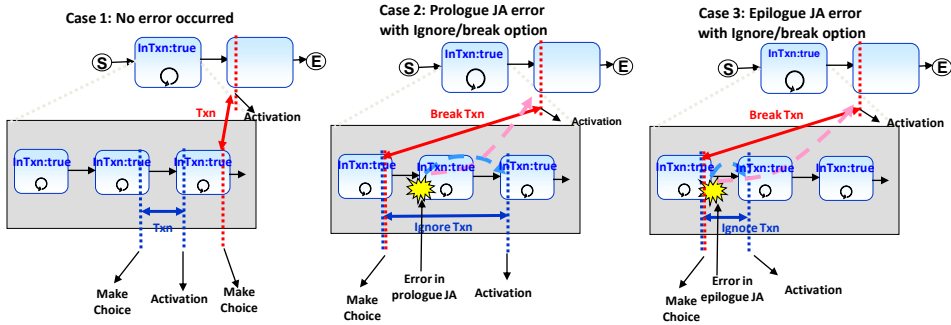 Case 1: No error occurred
InTxn:true
S
E
Txn
Activation
InTxn:true
InTxn:true
InTxn:true
Txn
Make
Choice
Activation
Make
Choice
Case 2: Prologue JA error
with Ignore/break option
InTxn:true
S
E
Break Txn
Activation
InTxn:true
InTxn:true
InTxn:true
Ignore Txn
Make
Choice
Error in
prologue JA
Activation
Case 3: Epilogue JA error
with Ignore/break option
InTxn:true
S
E
Break Txn
Activation
InTxn:true
InTxn:true
InTxn:true
Ignore Txn
Make
Choice
Error in
epilogue JA
Activation